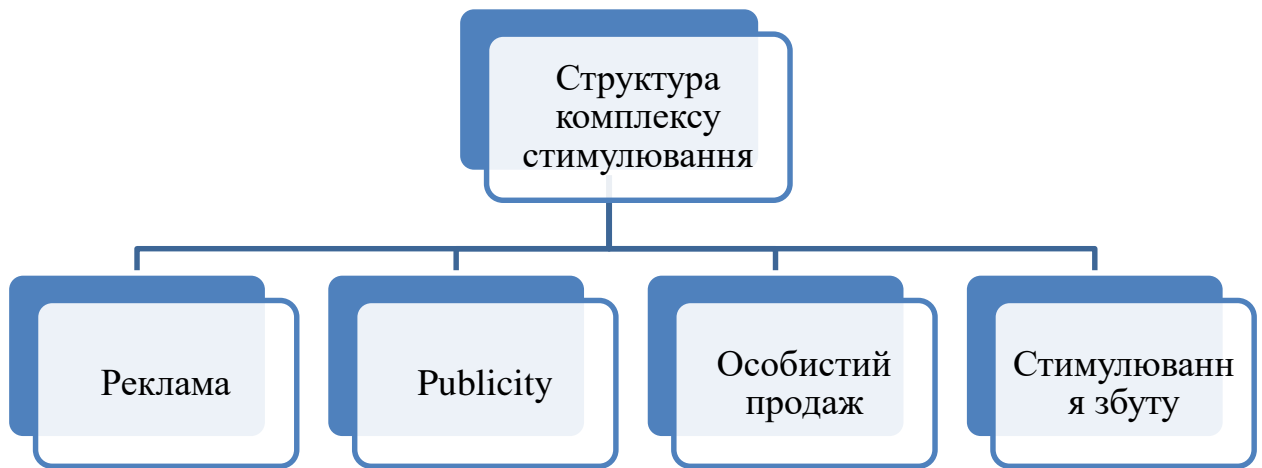 Структура
комплексу
стимулювання
Реклама
Publicity
Особистий
продаж
Стимулюванн
я збуту